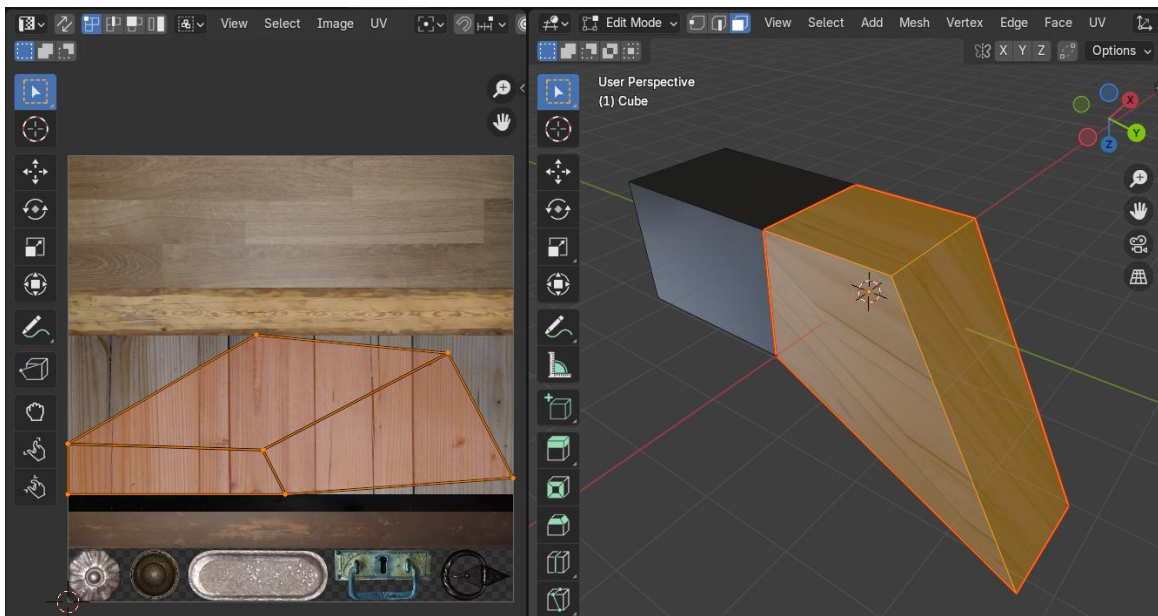 View Select Image UV
Edit Mode View Select Add Mesh Vertex Edge Face UV
X Y Z Options
User Perspective
(1) Cube
X
Y
Z